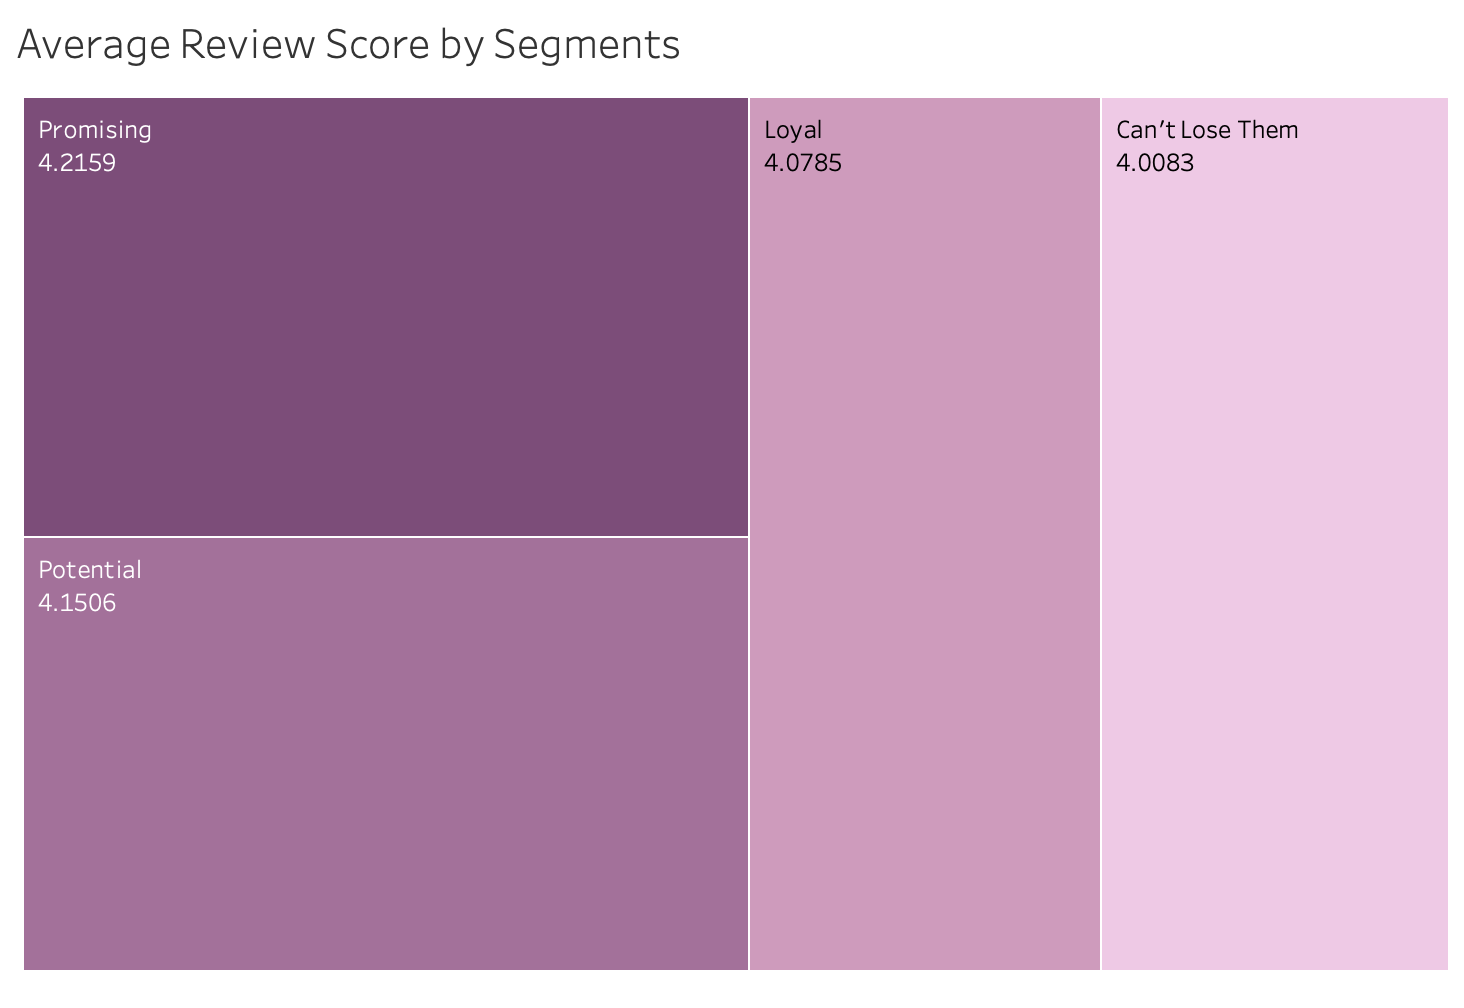 Average Review Score by Segments
Promising
4.2159
Potential
4.1506
Loyal
4.0785
Can’t Lose Them
4.0083